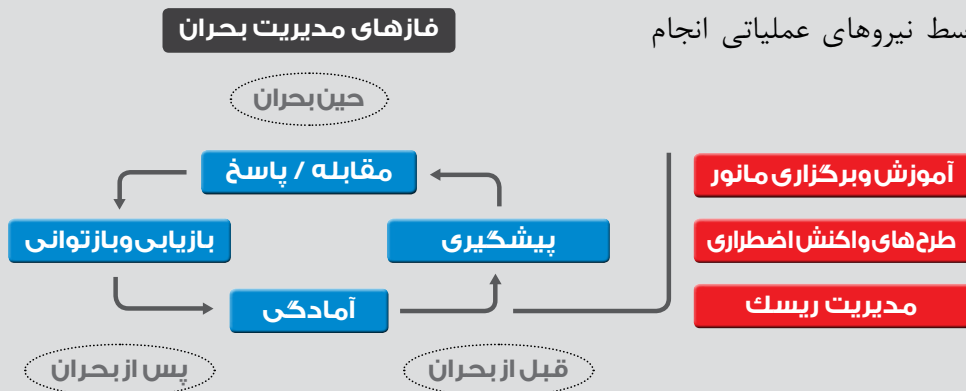 سط نیروهای عملیاتی انجام
فازهای مدیریت بحران
حین بحران
آموزش و برگزاری مانور
مقابله / پاسخ
طرح‌های واکنش اضطراری
پیشگیری
بازیابی و بازتوانی
مدیریت ریسک
آمادگی
قبل از بحران
پس از بحران